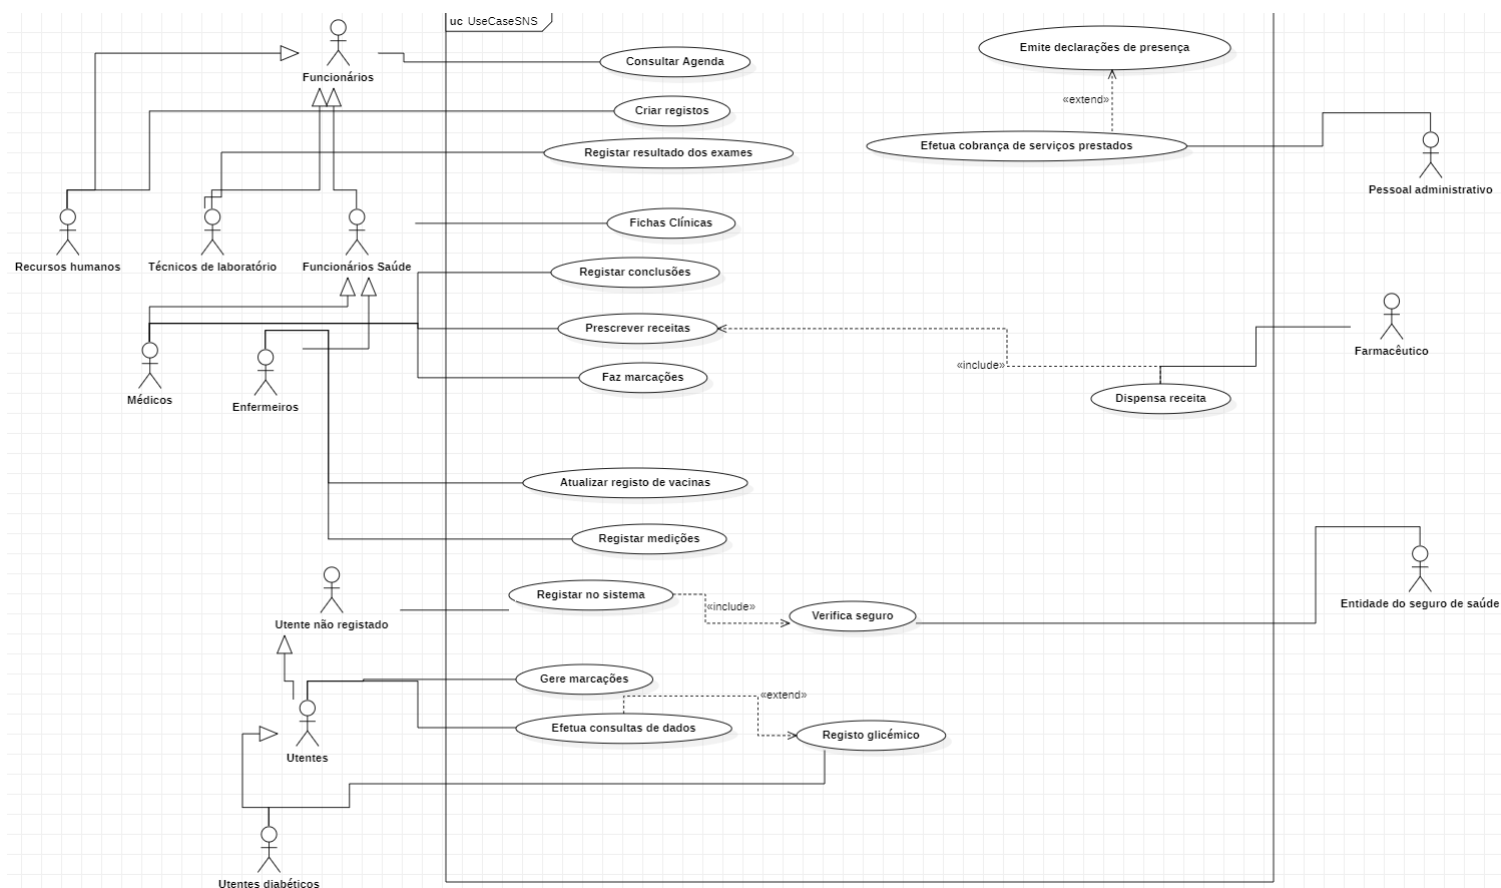 uc UseCaseSNS
Emite declarações de presença
Consultar Agenda
Funcionários
«extend»
Criar registos
Efetua cobrança de serviços prestados
Registar resultado dos exames
Pessoal administrativo
Fichas Clínicas
Recursos humanos
Técnicos de laboratório
Funcionários Saúde
Registar conclusões
Prescrever receitas
Farmacêutico
«include»
Faz marcações
Médicos
Enfermeiros
Dispensa receita
Atualizar registo de vacinas
Registar medições
Registar no sistema
«include»
Verifica seguro
Entidade do seguro de saúde
Utente não registado
Gere marcações
«extend»
Efetua consultas de dados
Registo glicémico
Utentes
Utentes diabéticos